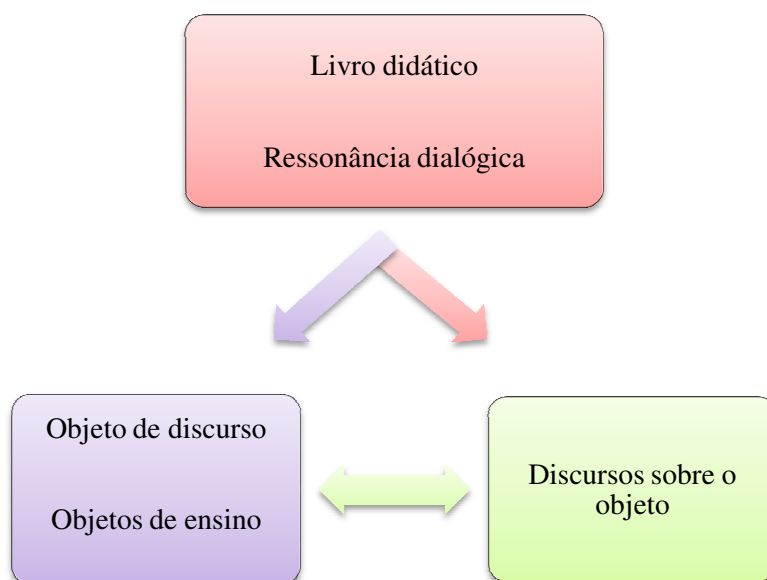 Livro didático
Ressonância dialógica
Objeto de discurso
Objetos de ensino
Discursos sobre o
objeto